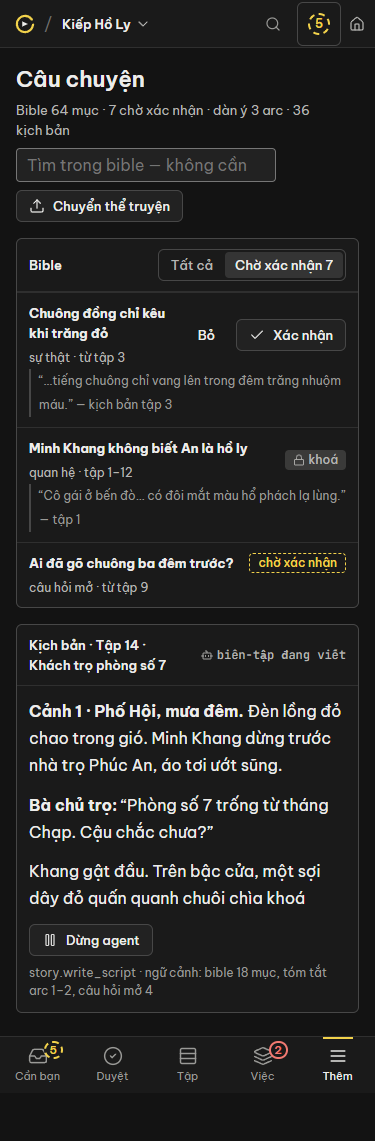 / Kiếp Hồ Ly
5
Câu chuyện
Bible 64 mục · 7 chờ xác nhận · dàn ý 3 arc · 36
kịch bản
Tìm trong bible — không cần
Chuyển thể truyện
Bible
Tất cả
Chờ xác nhận 7
Chuông đồng chỉ kêu
khi trăng đỏ
Bỏ
Xác nhận
sự thật · từ tập 3
“…tiếng chuông chỉ vang lên trong đêm trăng nhuộm
máu.” — kịch bản tập 3
Minh Khang không biết An là hồ ly
khoá
quan hệ · tập 1–12
“Cô gái ở bến đò… có đôi mắt màu hổ phách lạ lùng.”
— tập 1
Ai đã gõ chuông ba đêm trước?
chờ xác nhận
câu hỏi mở · từ tập 9
Kịch bản · Tập 14 ·
Khách trọ phòng số 7
biên-tập đang viết
Cảnh 1 · Phố Hội, mưa đêm. Đèn lồng đỏ
chao trong gió. Minh Khang dừng trước
nhà trọ Phúc An, áo tơi ướt sũng.
Bà chủ trọ: “Phòng số 7 trống từ tháng
Chạp. Cậu chắc chưa?”
Khang gật đầu. Trên bậc cửa, một sợi
dây đỏ quấn quanh chuôi chìa khoá
Dừng agent
story.write_script · ngữ cảnh: bible 18 mục, tóm tắt
arc 1–2, câu hỏi mở 4
5
2
Cần bạn
Duyệt
Tập
Việc
Thêm